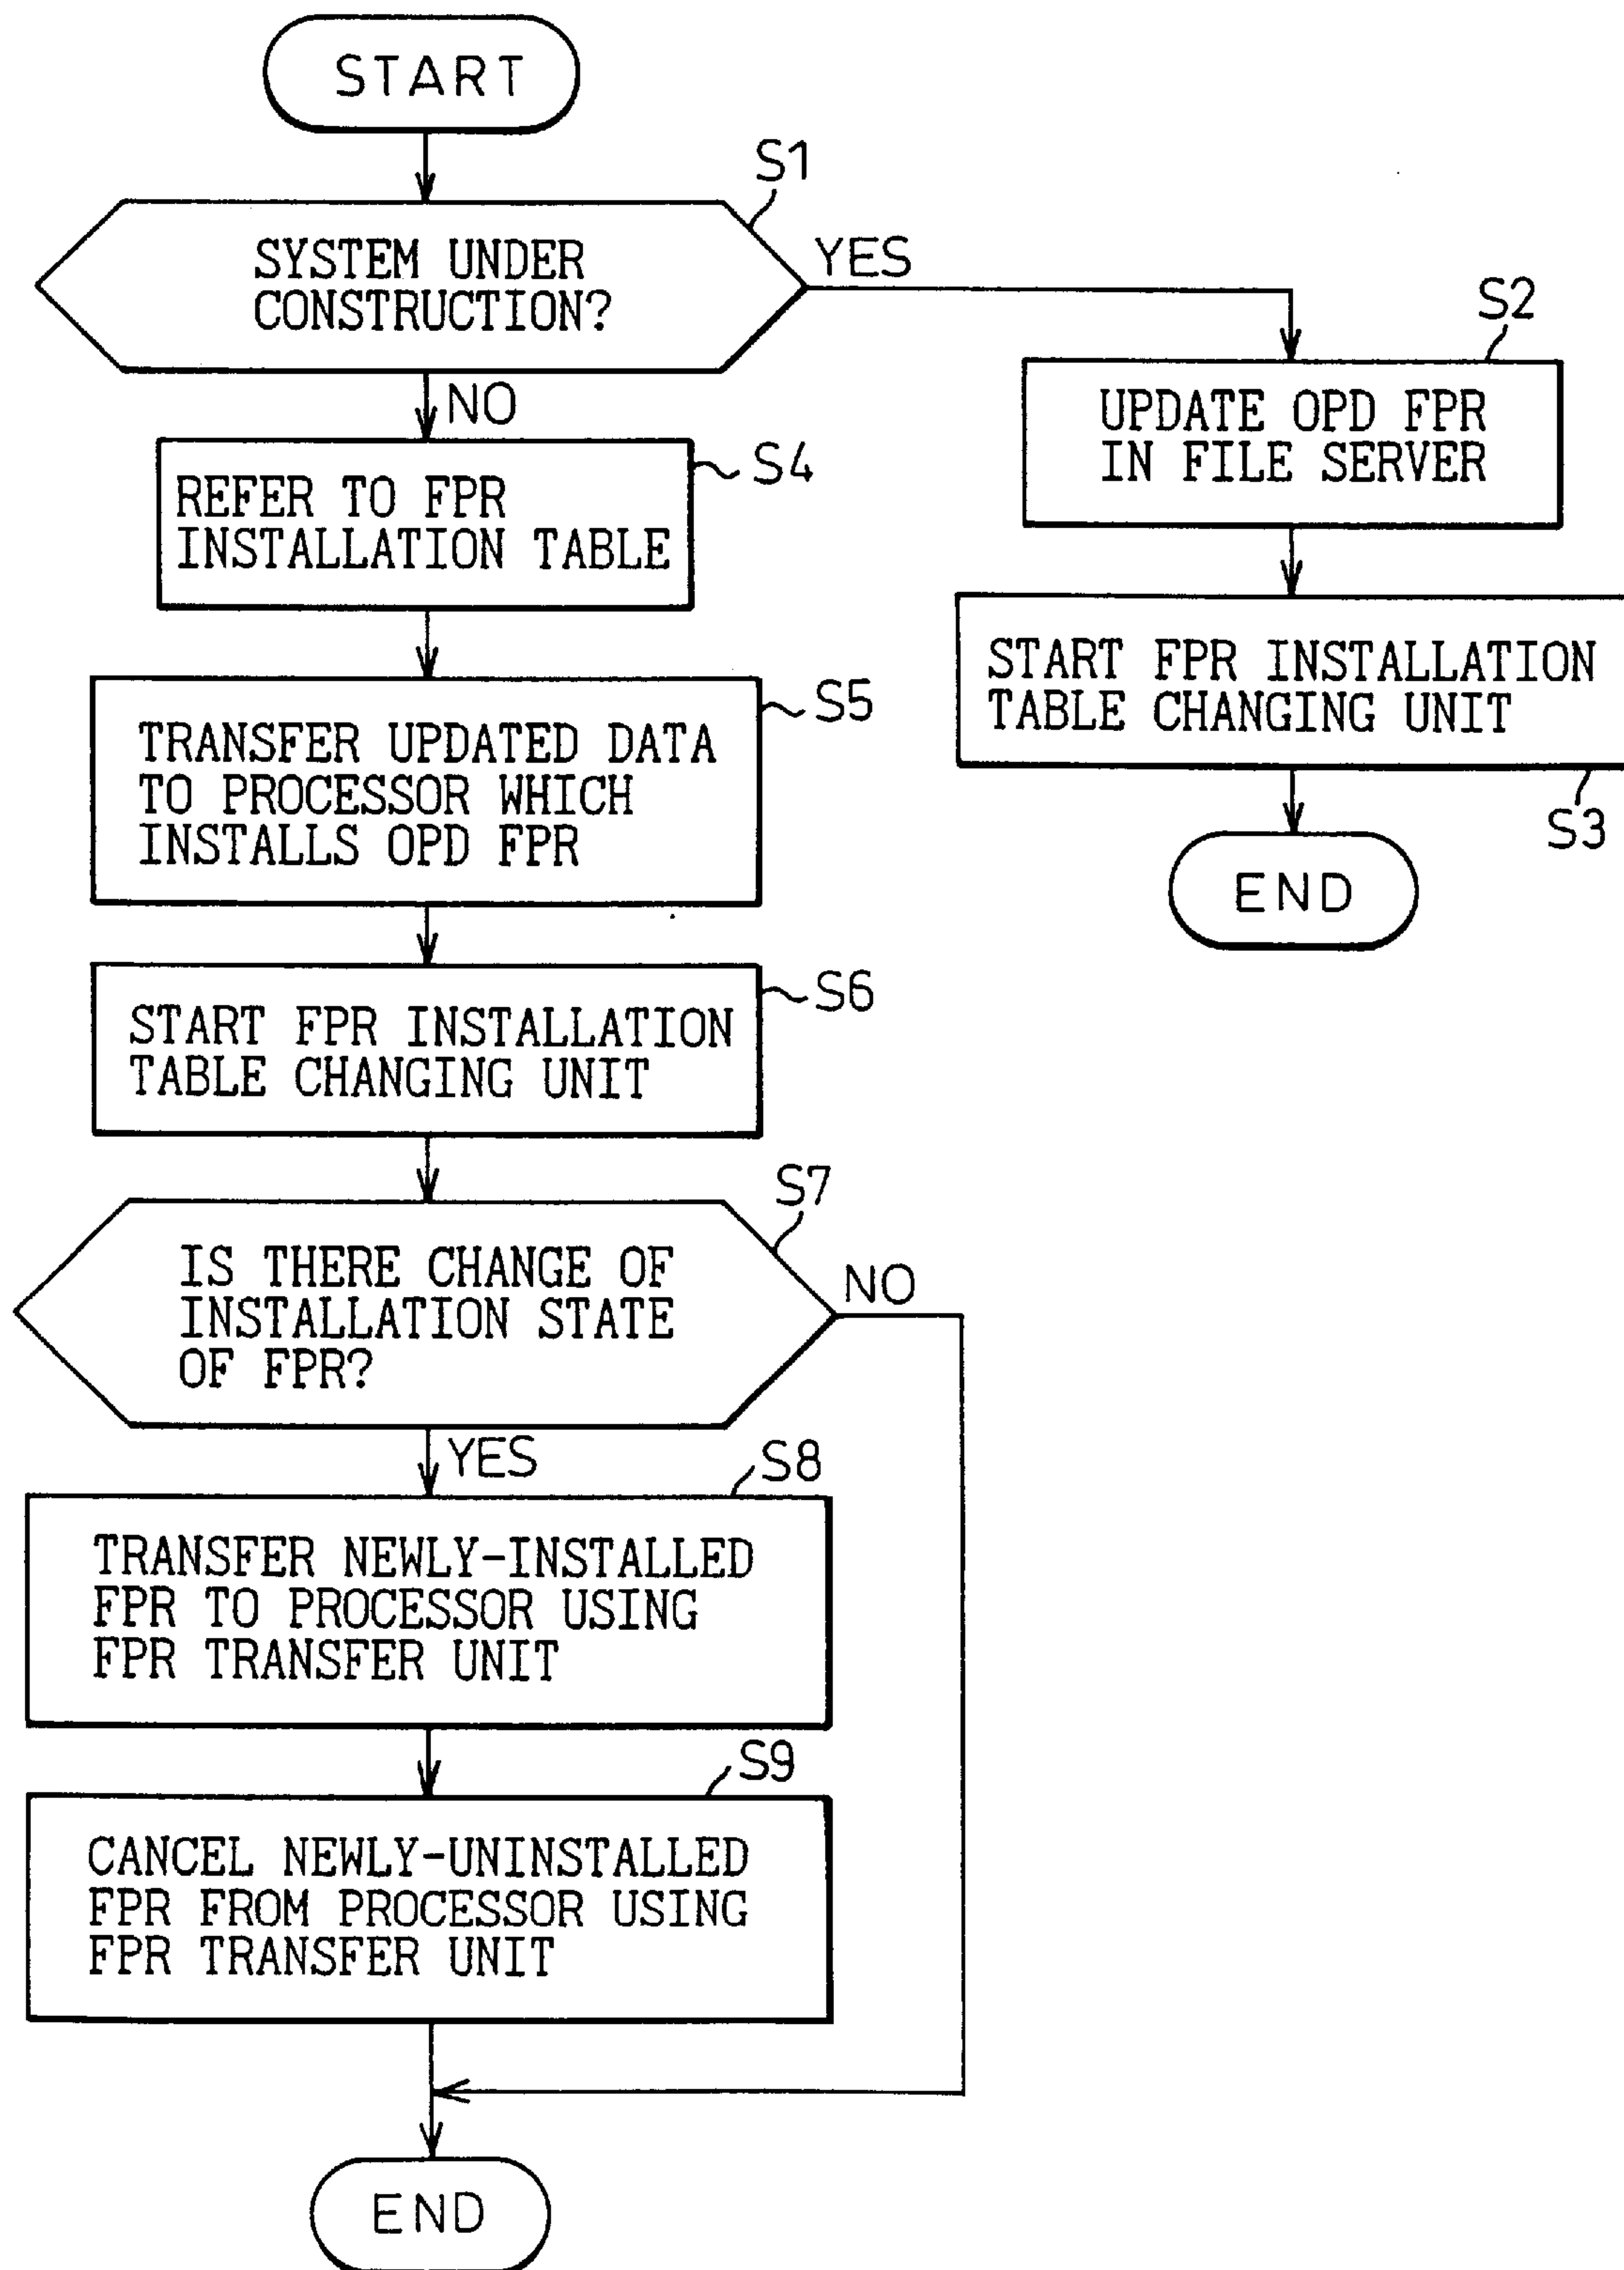 START
S1
SYSTEM UNDER
CONSTRUCTION?
YES
NO
S2
UPDATE OPD FPR
IN FILE SERVER
START FPR INSTALLATION
TABLE CHANGING UNIT
S3
END
S4
REFER TO FPR
INSTALLATION TABLE
S5
TRANSFER UPDATED DATA
TO PROCESSOR WHICH
INSTALLS OPD FPR
S6
START FPR INSTALLATION
TABLE CHANGING UNIT
S7
IS THERE CHANGE OF
INSTALLATION STATE
OF FPR?
NO
YES
S8
TRANSFER NEWLY-INSTALLED
FPR TO PROCESSOR USING
FPR TRANSFER UNIT
S9
CANCEL NEWLY-UNINSTALLED
FPR FROM PROCESSOR USING
FPR TRANSFER UNIT
END